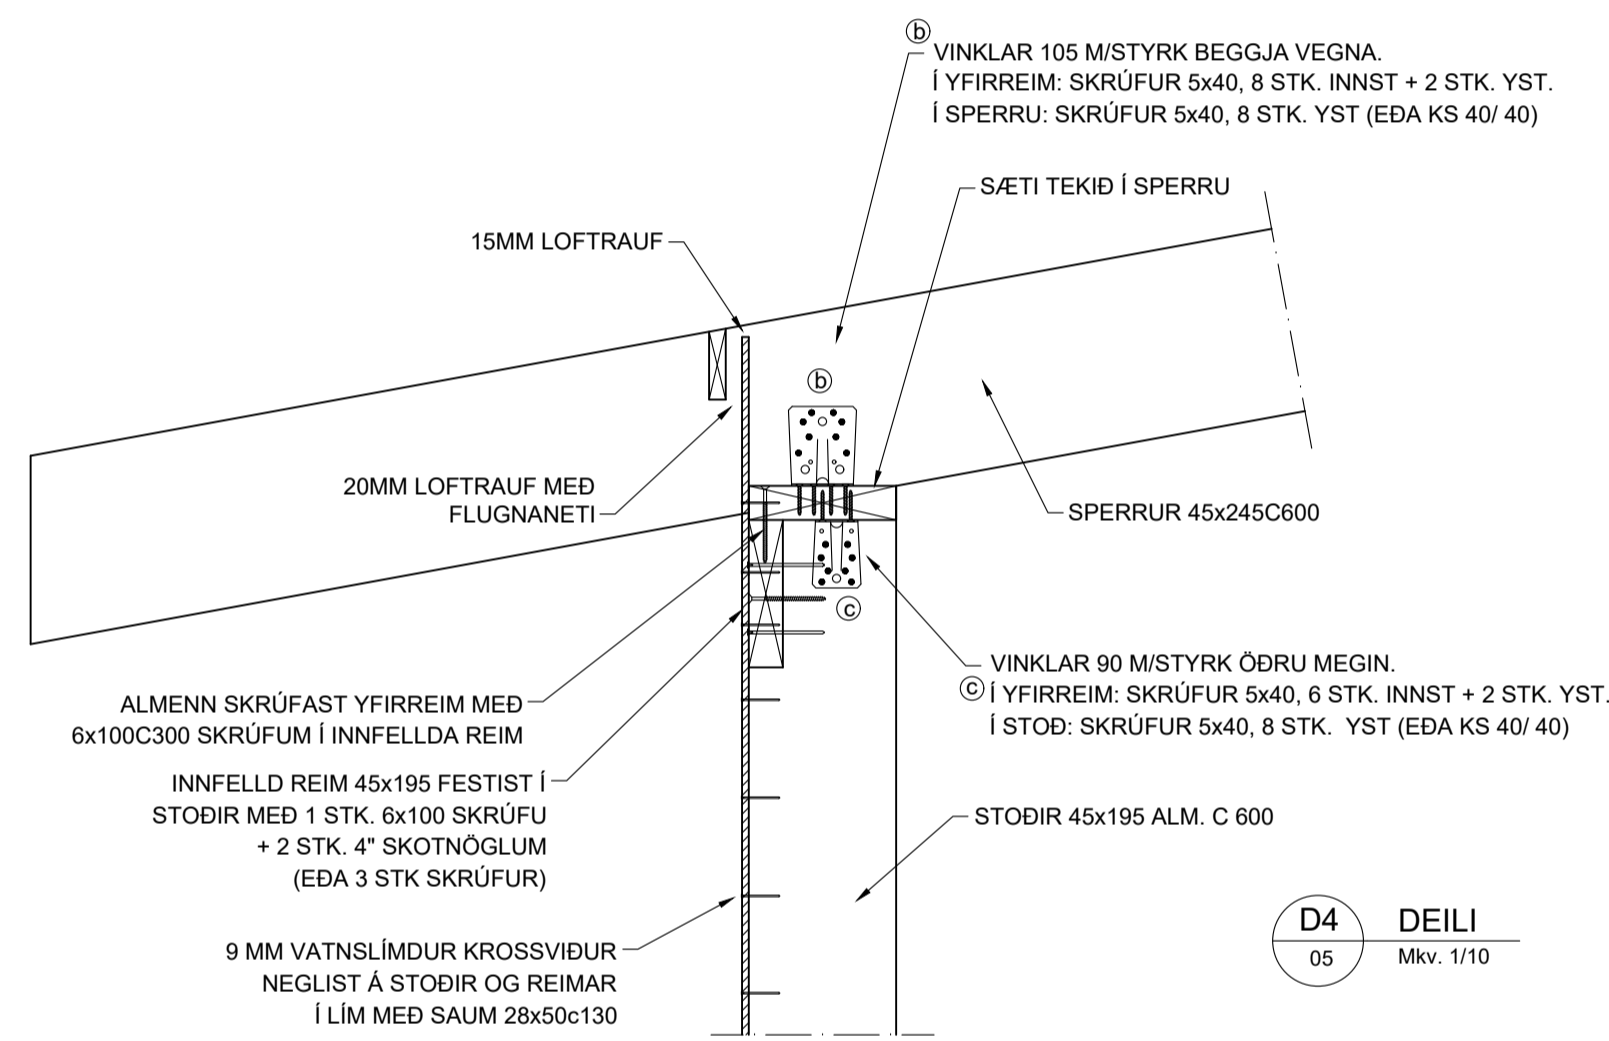 b
VINKLAR 105 M/STYRK BEGGJA VEGNA.
Í YFIRREIM: SKRÚFUR 5x40, 8 STK. INNST + 2 STK. YST.
Í SPERRU: SKRÚFUR 5x40, 8 STK. YST (EÐA KS 40/ 40)
SÆTI TEKIÐ Í SPERRU
15MM LOFTRAUF
b
20MM LOFTRAUF MEÐ
FLUGNANETI
SPERRUR 45x245C600
c
VINKLAR 90 M/STYRK ÖÐRU MEGIN.
c Í YFIRREIM: SKRÚFUR 5x40, 6 STK. INNST + 2 STK. YST.
Í STOÐ: SKRÚFUR 5x40, 8 STK. YST (EÐA KS 40/ 40)
ALMENN SKRÚFAST YFIRREIM MEÐ
6x100C300 SKRÚFUM Í INNFELLDA REIM
INNFELLD REIM 45x195 FESTIST Í
STOÐIR MEÐ 1 STK. 6x100 SKRÚFU
+ 2 STK. 4" SKOTNÖGLUM
(EÐA 3 STK SKRÚFUR)
STOÐIR 45x195 ALM. C 600
9 MM VATNSLÍMDUR KROSSVIÐUR
NEGLIST Á STOÐIR OG REIMAR
Í LÍM MEÐ SAUM 28x50c130
D4 DEILI
05 Mkv. 1/10